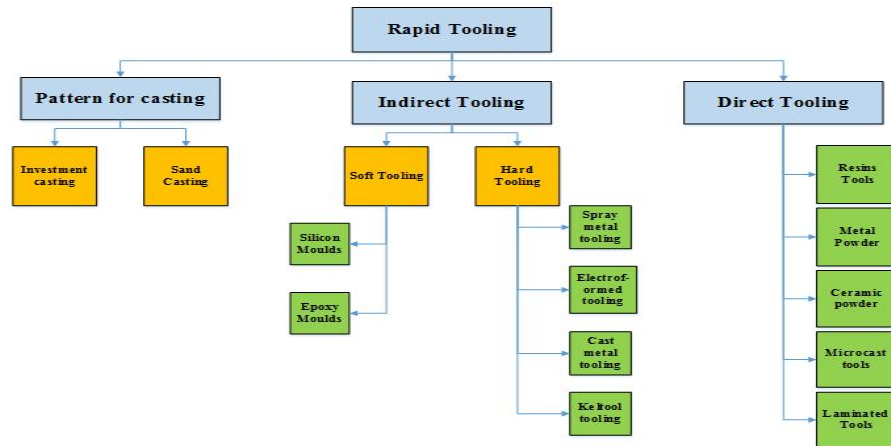 Rapid Tooling
Pattern for casting
Indirect Tooling
Direct Tooling
Investment
casting
Sand
Casting
Soft Tooling
Hard
Tooling
Silicon
Moulds
Epoxy
Moulds
Spray
metal
tooling
Electrof-
ormed
tooling
Cast
metal
tooling
Keltool
tooling
Resins
Tools
Metal
Powder
Ceramic
powder
Microcast
tools
Laminated
Tools